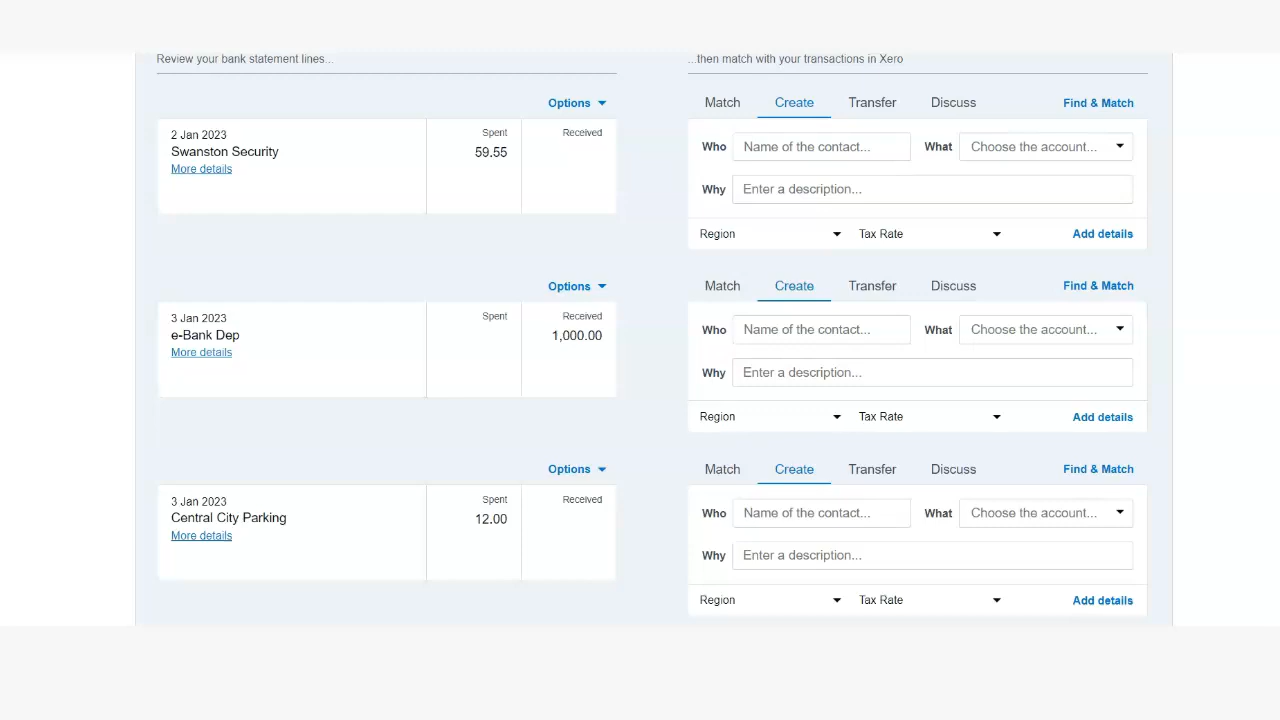 Review your bank statement lines...
...then match with your transactions in Xero
Options
Match Create Transfer Discuss Find & Match
2 Jan 2023
Swanston Security
More details
Spent
59.55
Received
Who Name of the contact... What Choose the account...
Why Enter a description...
Region Tax Rate Add details
Options
Match Create Transfer Discuss Find & Match
3 Jan 2023
e-Bank Dep
More details
Spent
Received
1,000.00
Who Name of the contact... What Choose the account...
Why Enter a description...
Region Tax Rate Add details
Options
Match Create Transfer Discuss Find & Match
3 Jan 2023
Central City Parking
More details
Spent
12.00
Received
Who Name of the contact... What Choose the account...
Why Enter a description...
Region Tax Rate Add details